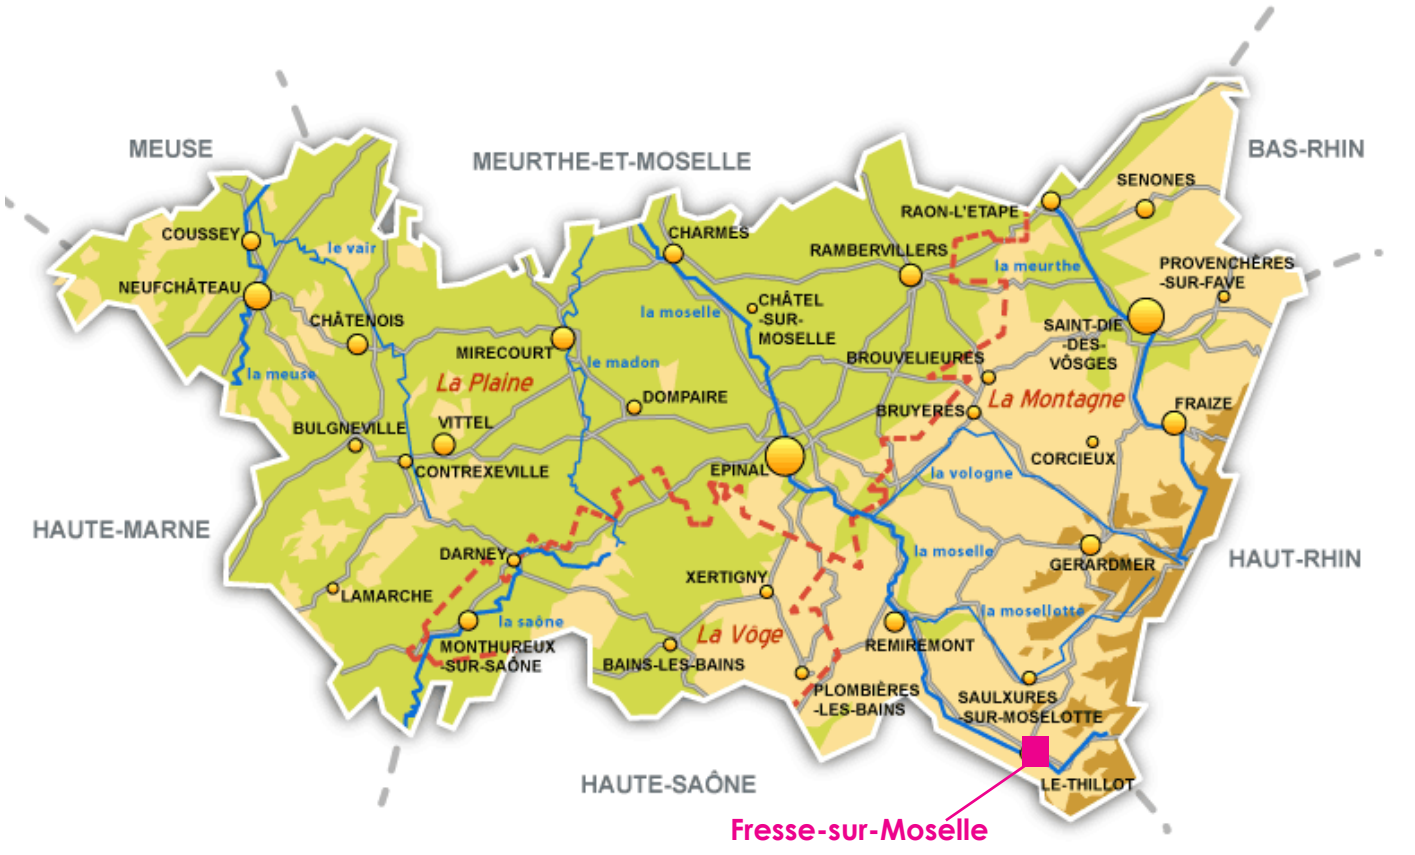 MEUSE
MEURTHE-ET-MOSELLE
BAS-RHIN
SENONES
RAON-L'ETAPE
COUSSEY
le vair
CHARMES
RAMBERVILLERS
la meurthe
PROVENCHÈRES
-SUR-FAVE
NEUFCHÂTEAU
CHÂTENOIS
la moselle
CHÂTEL
-SUR-
MOSELLE
SAINT-DIE
-DES-
VÔSGES
MIRECOURT
le madon
BROUVELIEURES
la meuse
La Plaine
DOMPAIRE
La Montagne
BRUYERES
FRAIZE
BULGNEVILLE
VITTEL
CONTREXEVILLE
EPINAL
CORCIEUX
la vologne
HAUTE-MARNE
DARNEY
la moselle
GERARDMER
HAUT-RHIN
XERTIGNY
LAMARCHE
la saône
La Vôge
la mosellotte
MONTHUREUX
-SUR-SAÔNE
BAINS-LES-BAINS
REMIREMONT
PLOMBIÈRES
-LES-BAINS
SAULXURES
-SUR-MOSELOTTE
HAUTE-SAÔNE
LE-THILLOT
Fresse-sur-Moselle